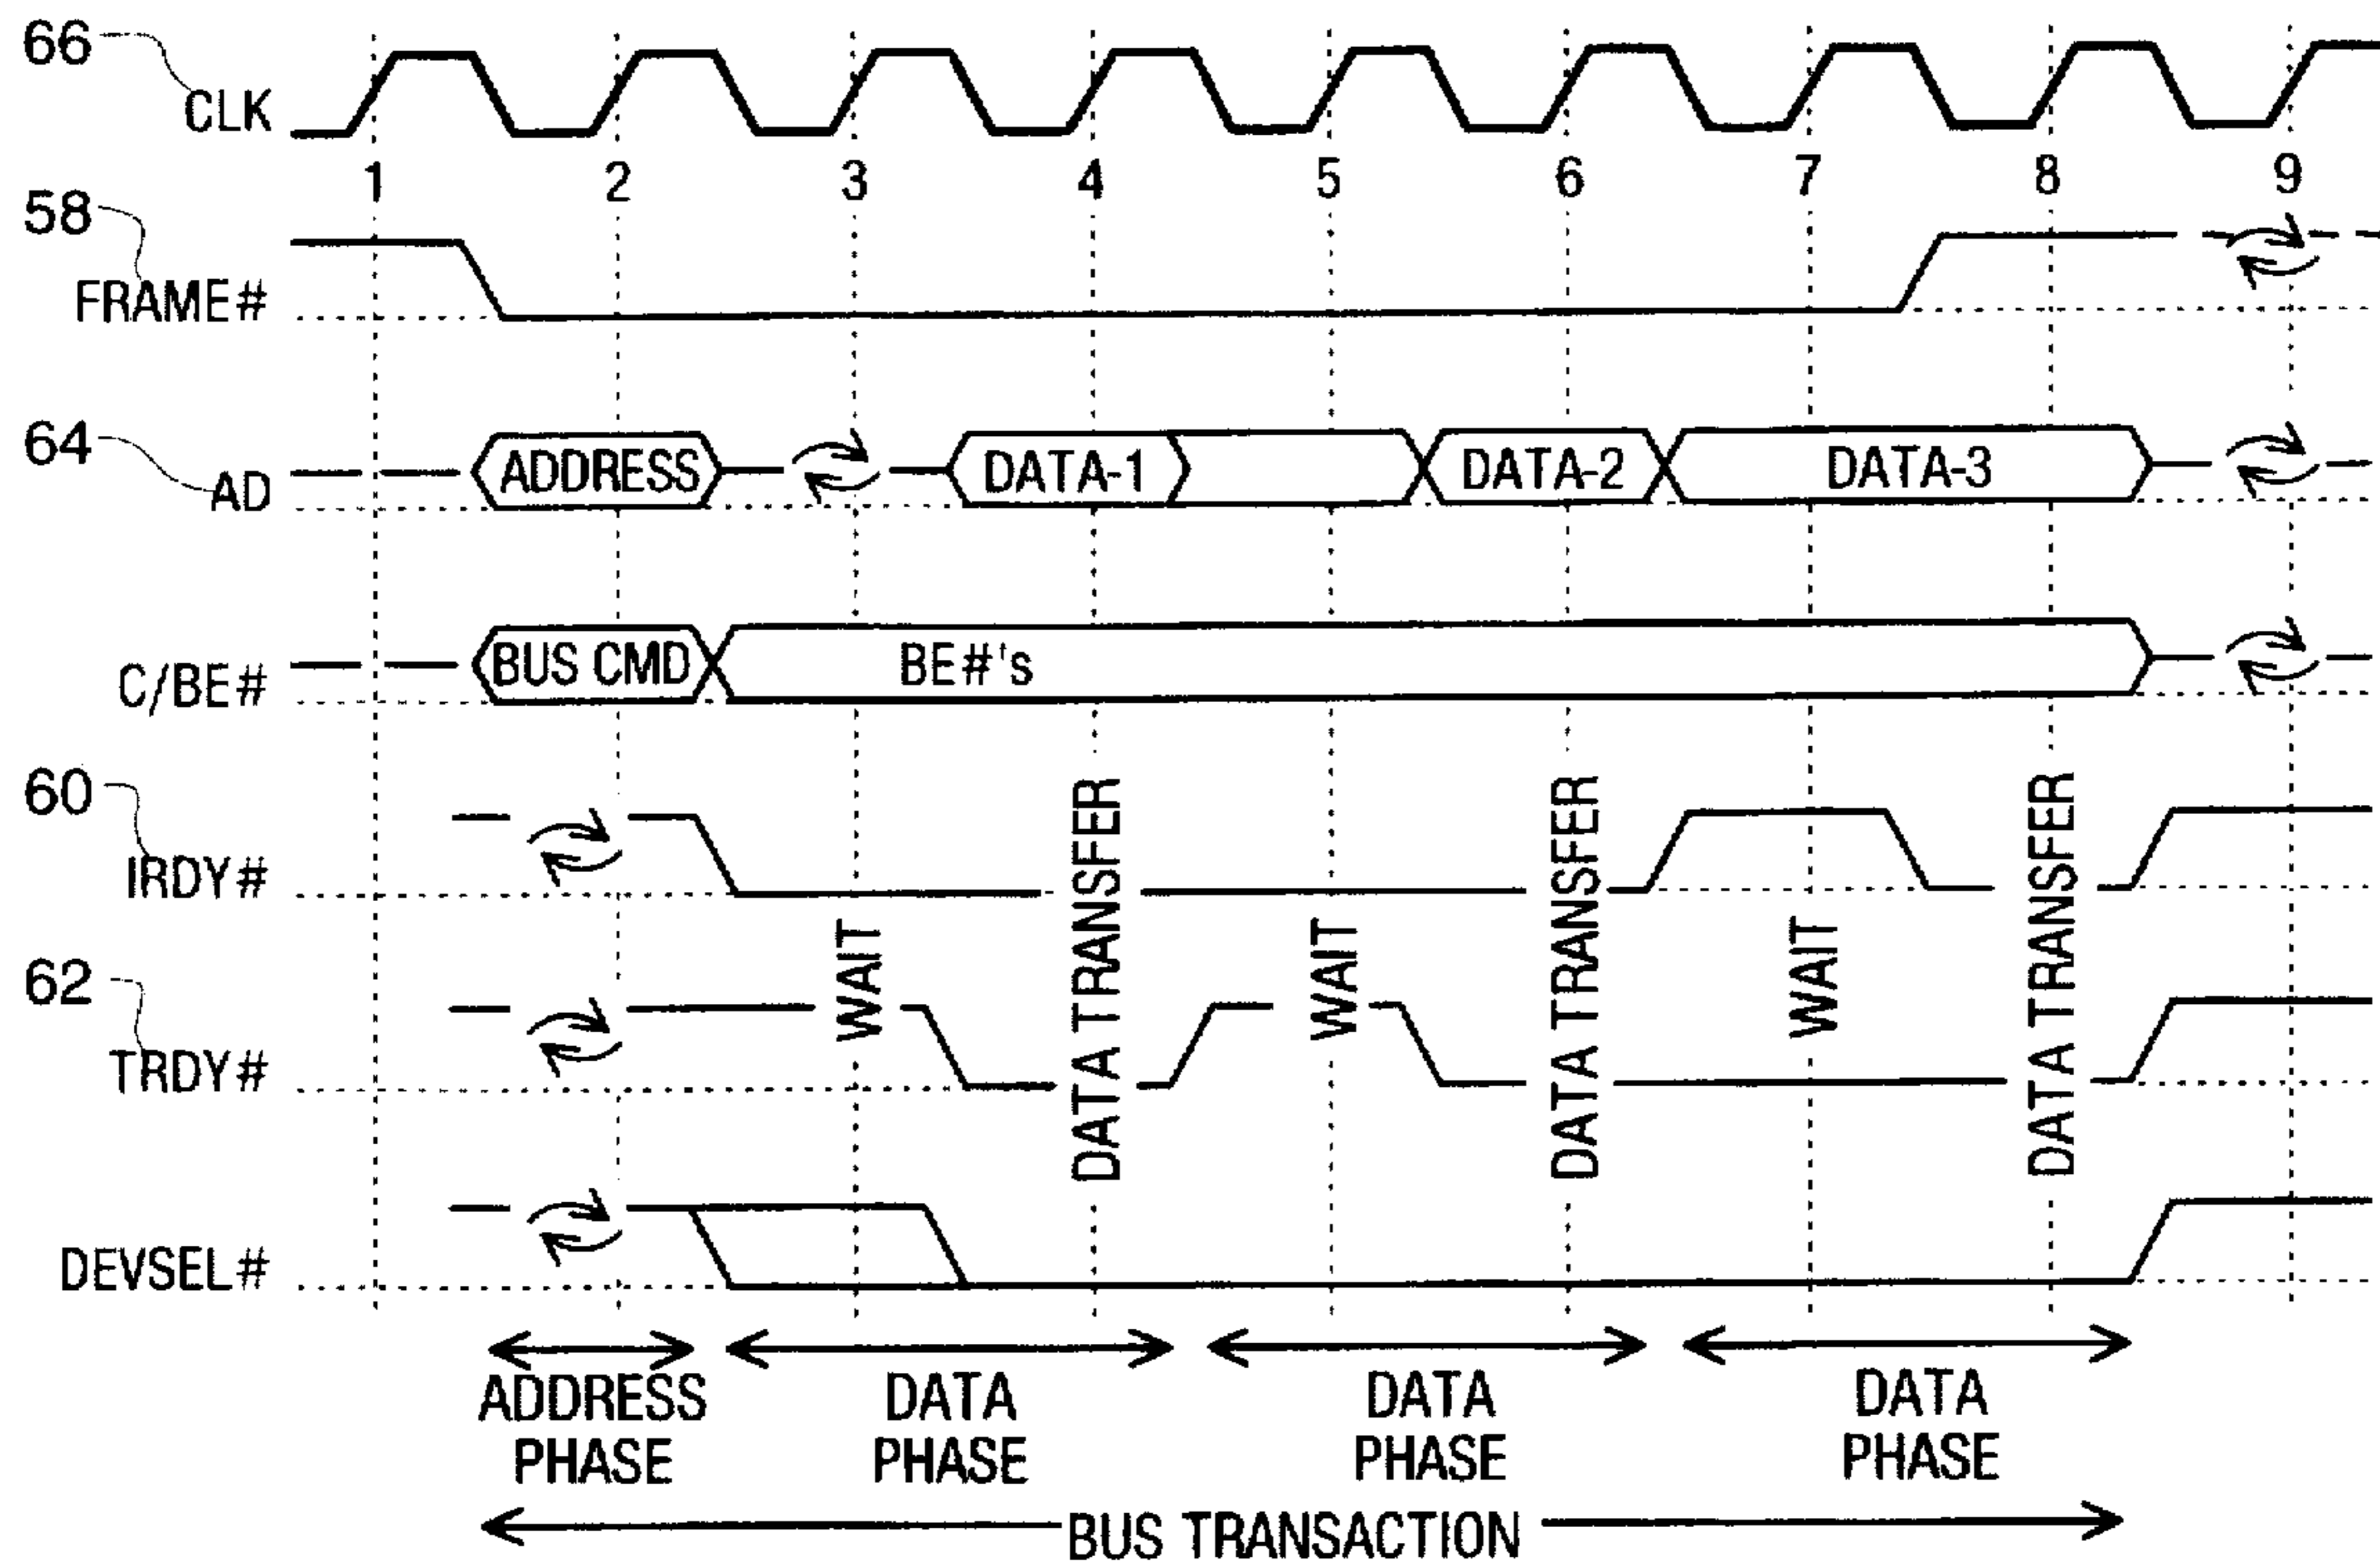 66
CLK
1 2 3 4 5 6 7 8 9
58
FRAME#
64
AD
ADDRESS DATA-1 DATA-2 DATA-3
C/BE#
BUS CMD BE#'s
60
IRDY#
62
TRDY#
WAIT
DATA TRANSFER
WAIT
DATA TRANSFER
WAIT
DATA TRANSFER
DEVSEL#
ADDRESS PHASE
DATA PHASE
DATA PHASE
DATA PHASE
BUS TRANSACTION